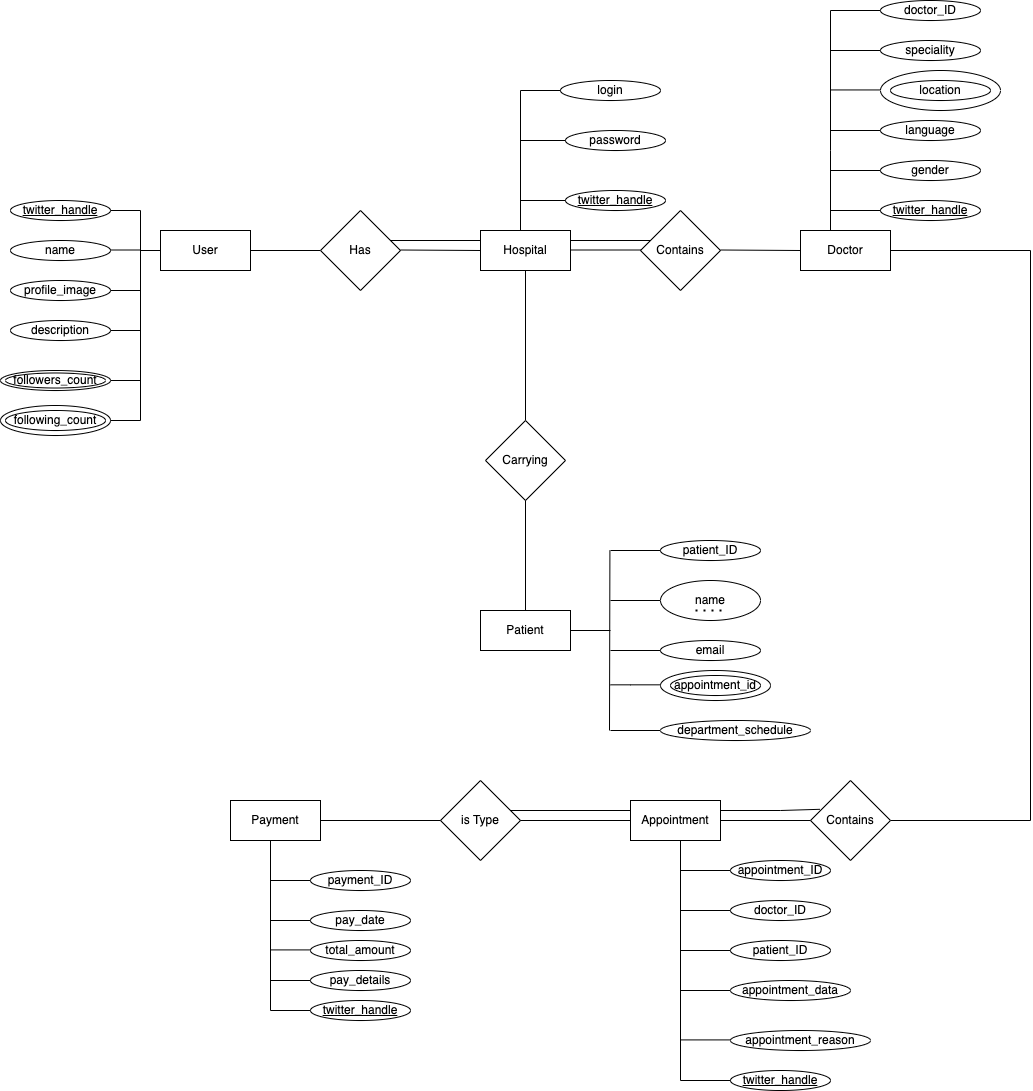 doctor_ID
speciality
location
language
gender
twitter_handle
login
password
twitter_handle
twitter_handle
name
profile_image
description
followers_count
following_count
User
Has
Hospital
Contains
Doctor
Carrying
Patient
patient_ID
name
email
appointment_id
department_schedule
Payment
is Type
Appointment
Contains
payment_ID
pay_date
total_amount
pay_details
twitter_handle
appointment_ID
doctor_ID
patient_ID
appointment_data
appointment_reason
twitter_handle